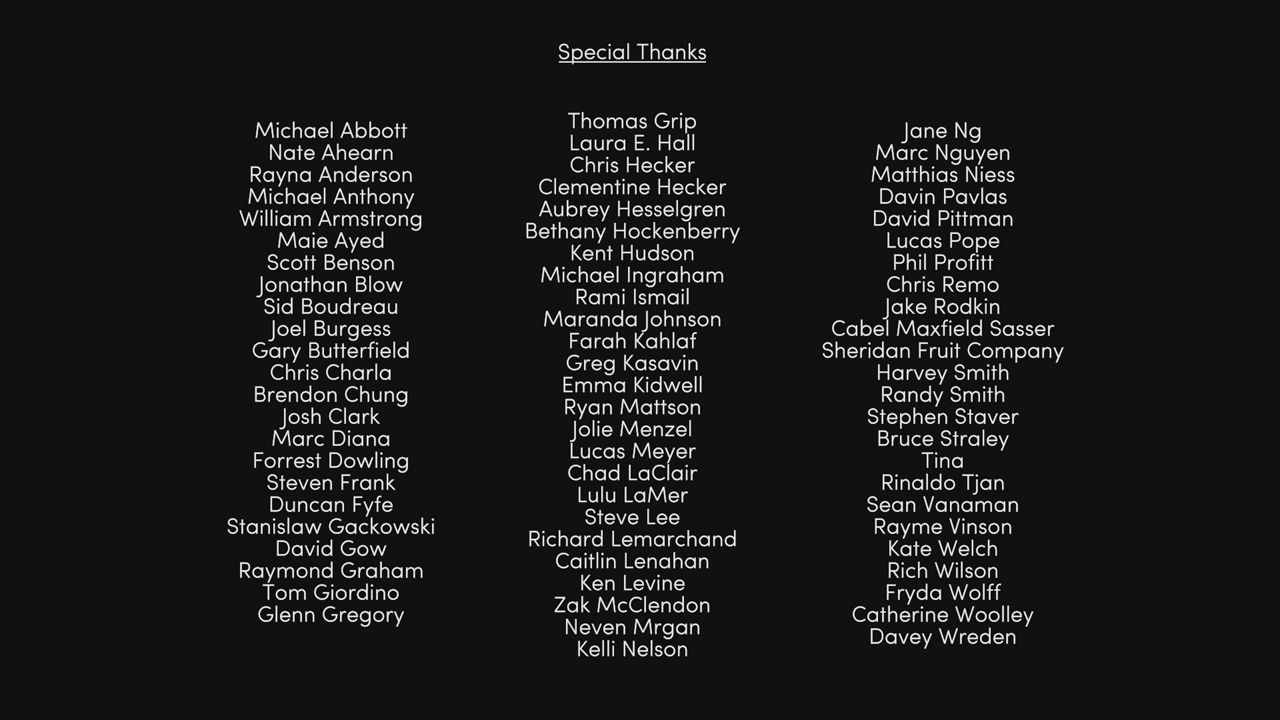 Special Thanks
Michael Abbott
Nate Ahearn
Rayna Anderson
Michael Anthony
William Armstrong
Maie Ayed
Scott Benson
Jonathan Blow
Sid Boudreau
Joel Burgess
Gary Butterfield
Chris Charla
Brendon Chung
Josh Clark
Marc Diana
Forrest Dowling
Steven Frank
Duncan Fyfe
Stanislaw Gackowski
David Gow
Raymond Graham
Tom Giordino
Glenn Gregory
Thomas Grip
Laura E. Hall
Chris Hecker
Clementine Hecker
Aubrey Hesselgren
Bethany Hockenberry
Kent Hudson
Michael Ingraham
Rami Ismail
Maranda Johnson
Farah Kahlaf
Greg Kasavin
Emma Kidwell
Ryan Mattson
Jolie Menzel
Lucas Meyer
Chad LaClair
Lulu LaMer
Steve Lee
Richard Lemarchand
Caitlin Lenahan
Ken Levine
Zak McClendon
Neven Mrgan
Kelli Nelson
Jane Ng
Marc Nguyen
Matthias Niess
Davin Pavlas
David Pittman
Lucas Pope
Phil Profitt
Chris Remo
Jake Rodkin
Cabel Maxfield Sasser
Sheridan Fruit Company
Harvey Smith
Randy Smith
Stephen Staver
Bruce Straley
Tina
Rinaldo Tjan
Sean Vanaman
Rayme Vinson
Kate Welch
Rich Wilson
Fryda Wolff
Catherine Woolley
Davey Wreden